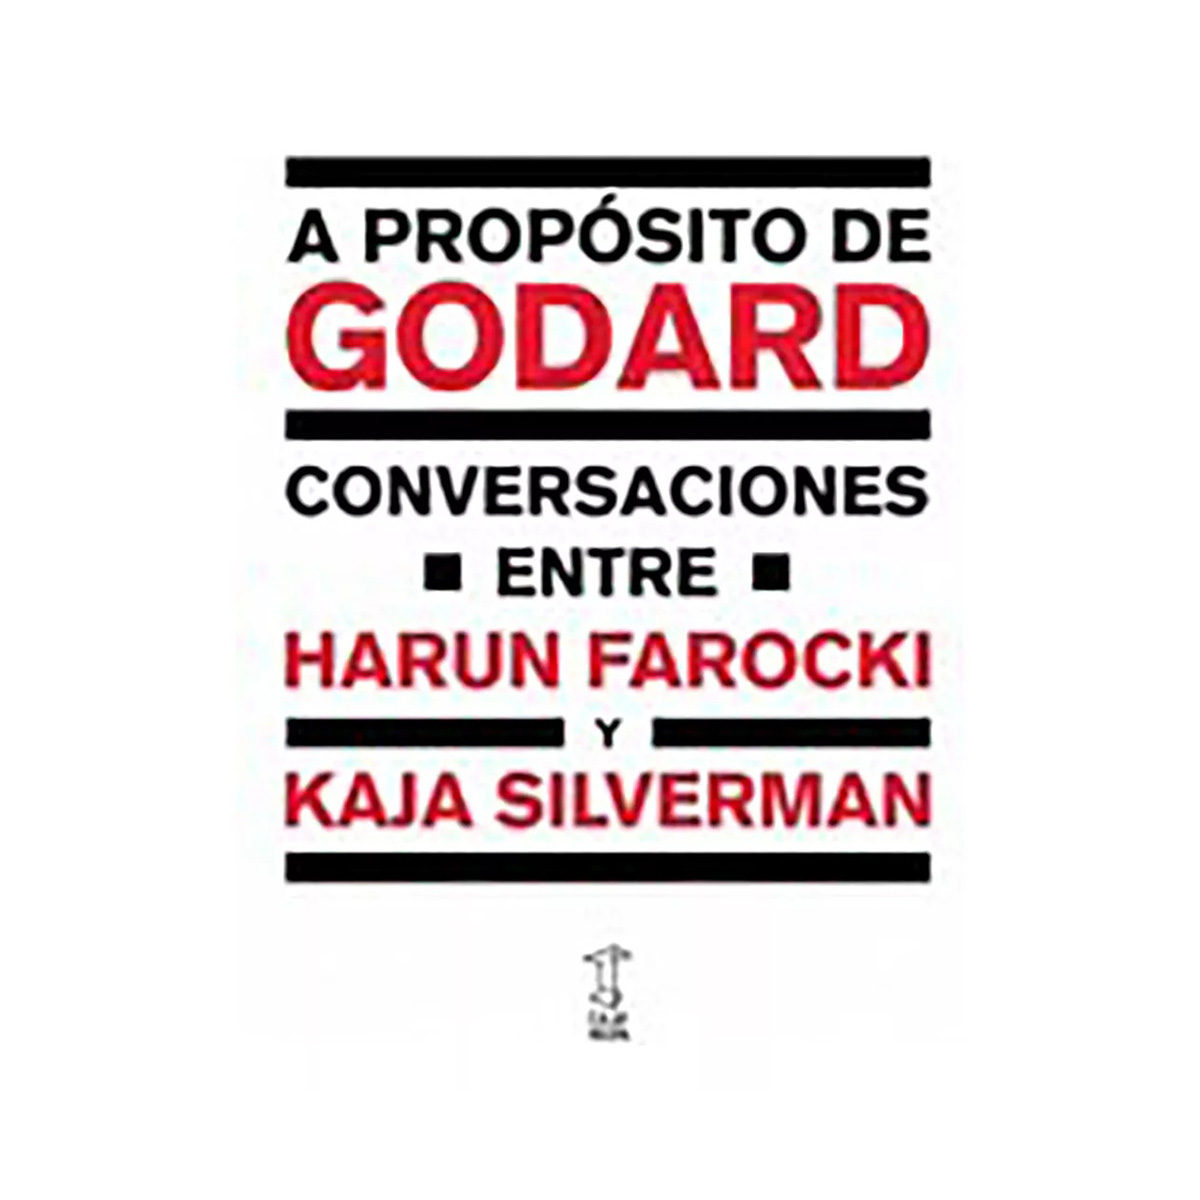 A PROPÓSITO DE
GODARD
CONVERSACIONES
ENTRE
HARUN FAROCKI
Y
KAJA SILVERMAN